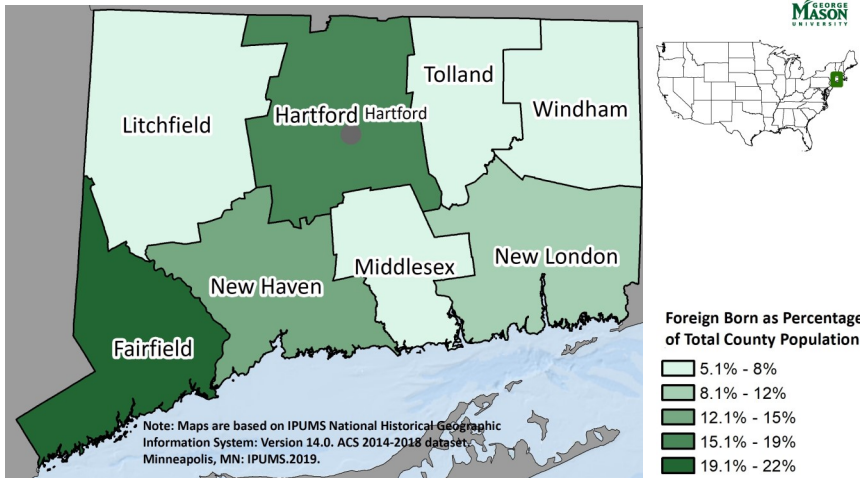 GEORGE
MASON
UNIVERSITY
Tolland
Litchfield
Hartford
Hartford
Windham
New Haven
Middlesex
New London
Fairfield
Note: Maps are based on IPUMS National Historical Geographic
Information System: Version 14.0. ACS 2014-2018 dataset.
Minneapolis, MN: IPUMS.2019.
Foreign Born as Percentage
of Total County Population
5.1% - 8%
8.1% - 12%
12.1% - 15%
15.1% - 19%
19.1% - 22%